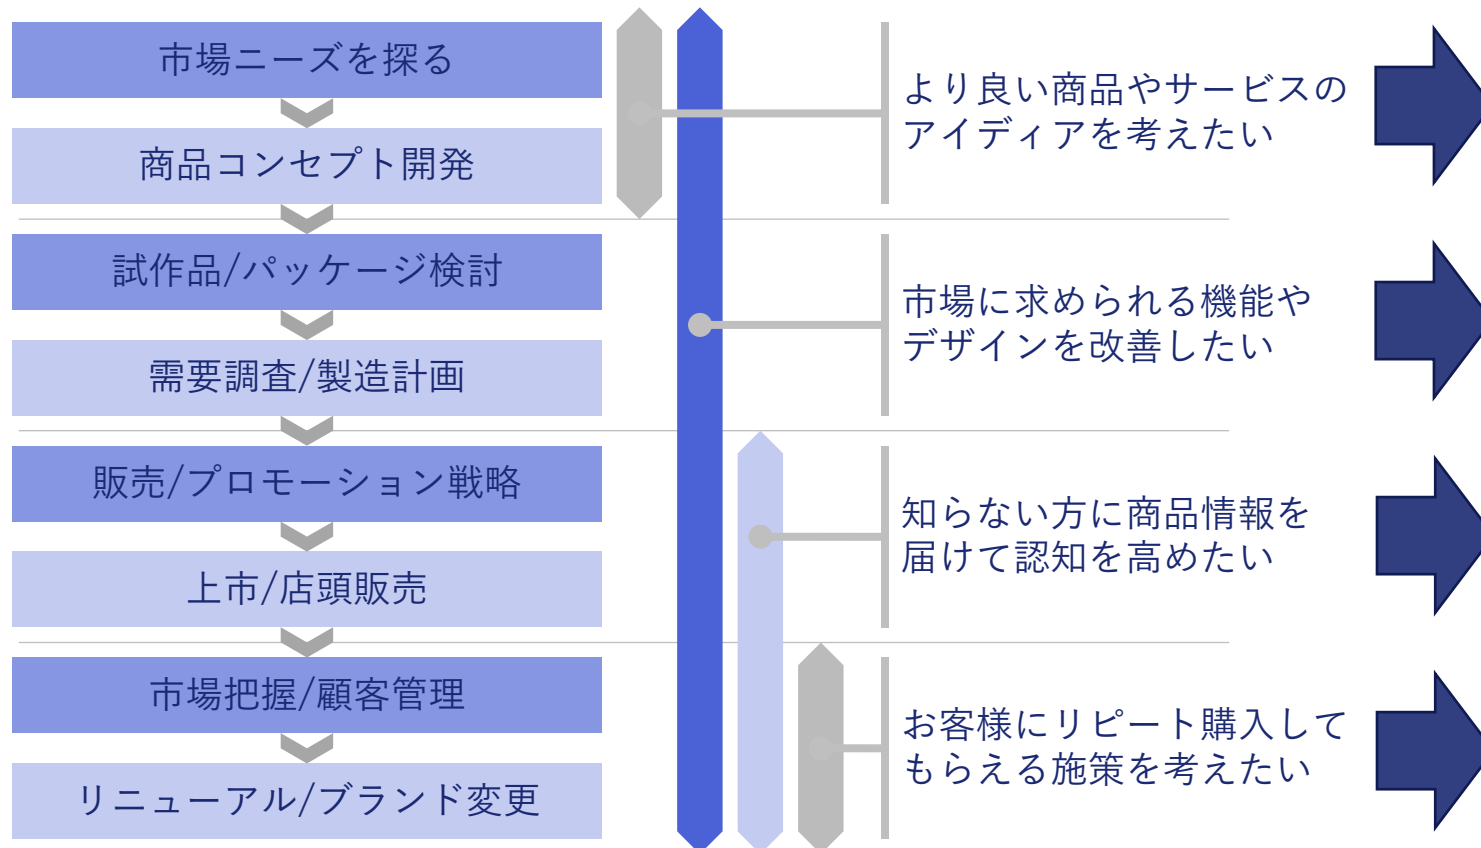 市場ニーズを探る
商品コンセプト開発
試作品/パッケージ検討
需要調査/製造計画
販売/プロモーション戦略
上市/店頭販売
市場把握/顧客管理
リニューアル/ブランド変更
より良い商品やサービスの
アイディアを考えたい
市場に求められる機能や
デザインを改善したい
知らない方に商品情報を
届けて認知を高めたい
お客様にリピート購入して
もらえる施策を考えたい